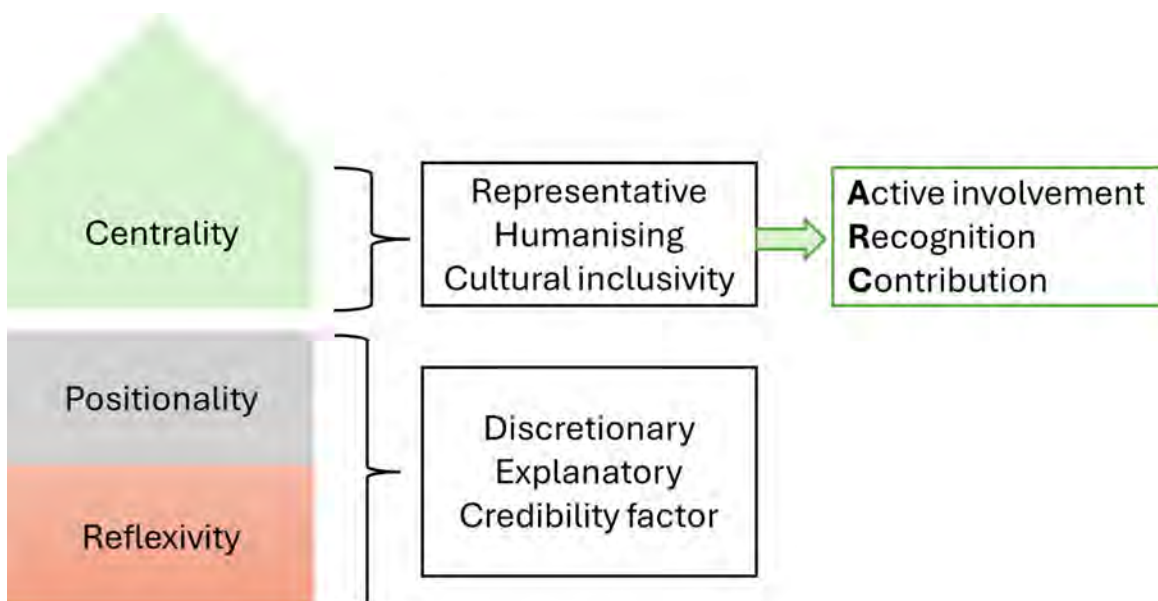 Centrality
Representative
Humanising
Cultural inclusivity
Active involvement
Recognition
Contribution
Positionality
Reflexivity
Discretionary
Explanatory
Credibility factor